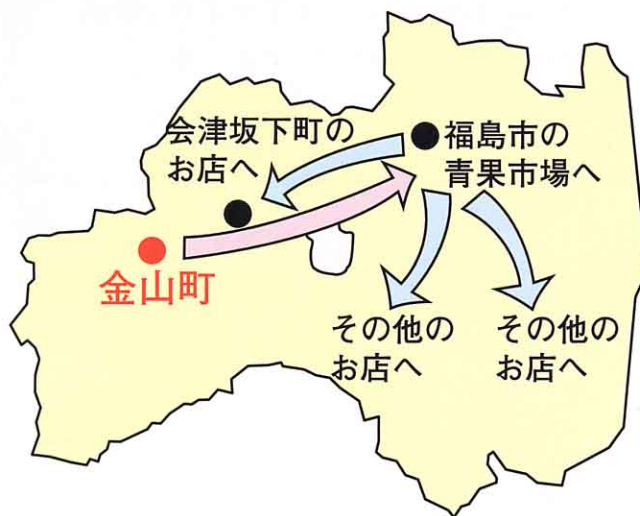 会津坂下町の
お店へ
福島市の
青果市場へ
金山町
その他の
お店へ
その他の
お店へ